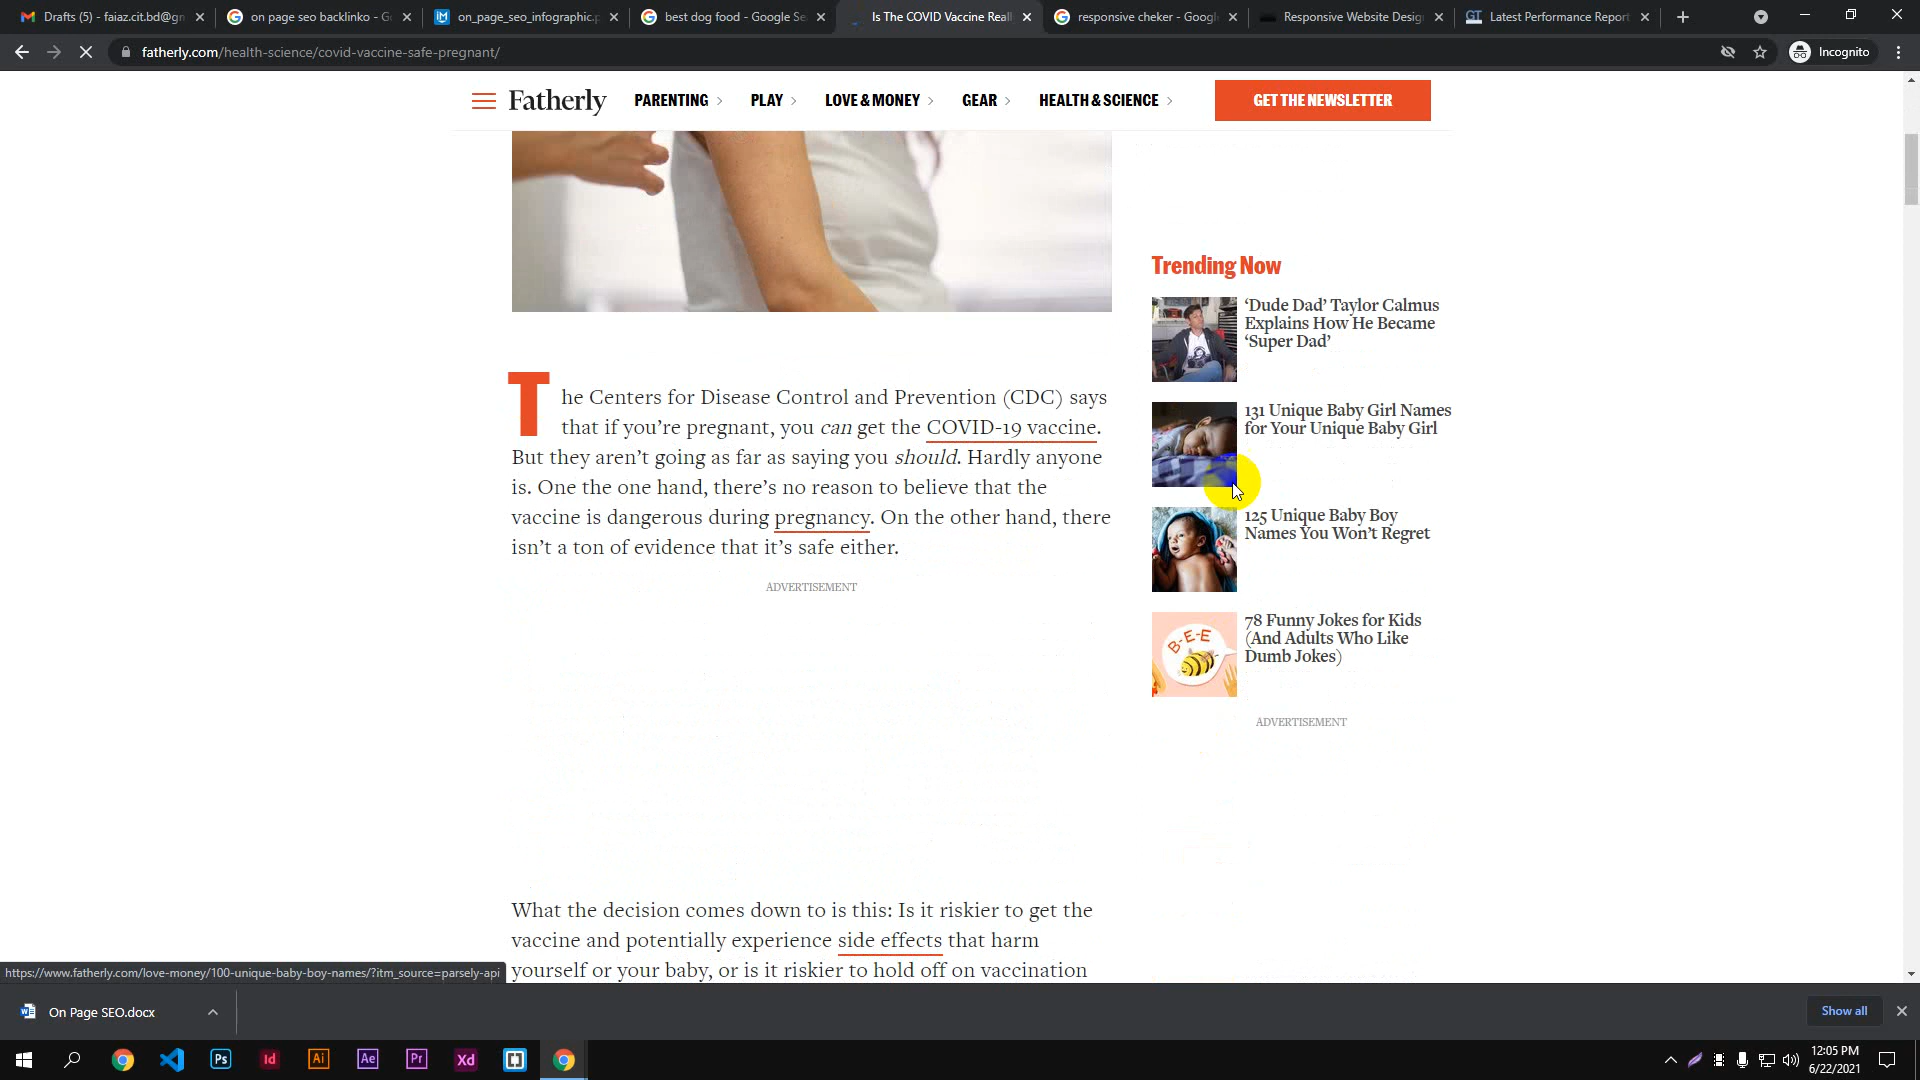 Drafts (5) - faiaz.cit.bd@gm
on page seo backlinko - G
on_page_seo_infographic.p
best dog food - Google Se
Is The COVID Vaccine Reall
responsive cheker - Googl
Responsive Website Desig
Latest Performance Report
fatherly.com/health-science/covid-vaccine-safe-pregnant/
Incognito
Fatherly
PARENTING
PLAY
LOVE & MONEY
GEAR
HEALTH & SCIENCE
GET THE NEWSLETTER
The Centers for Disease Control and Prevention (CDC) says
that if you’re pregnant, you can get the COVID-19 vaccine.
But they aren’t going as far as saying you should. Hardly anyone
is. One the one hand, there’s no reason to believe that the
vaccine is dangerous during pregnancy. On the other hand, there
isn’t a ton of evidence that it’s safe either.
ADVERTISEMENT
What the decision comes down to is this: Is it riskier to get the
vaccine and potentially experience side effects that harm
yourself or your baby, or is it riskier to hold off on vaccination
Trending Now
‘Dude Dad’ Taylor Calmus
Explains How He Became
‘Super Dad’
131 Unique Baby Girl Names
for Your Unique Baby Girl
125 Unique Baby Boy
Names You Won’t Regret
B-E-E
78 Funny Jokes for Kids
(And Adults Who Like
Dumb Jokes)
ADVERTISEMENT
https://www.fatherly.com/love-money/100-unique-baby-boy-names/?itm_source=parsely-api
On Page SEO.docx
Show all
Ps
Id
Ai
Ae
Pr
Xd
12:05 PM
6/22/2021